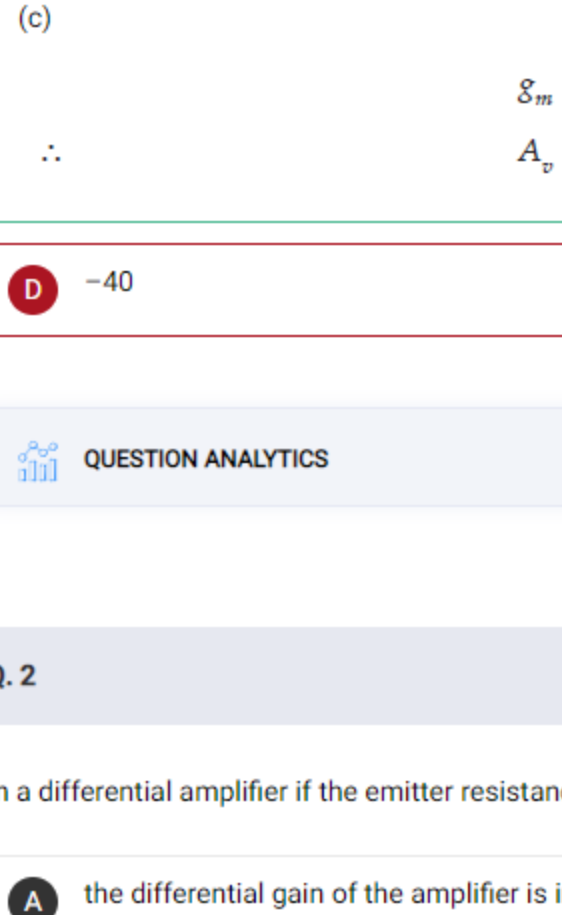 (c)
gₘ
∴ Aᵥ
D −40
QUESTION ANALYTICS
. 2
a differential amplifier if the emitter
A the differential gain of the amplifier is